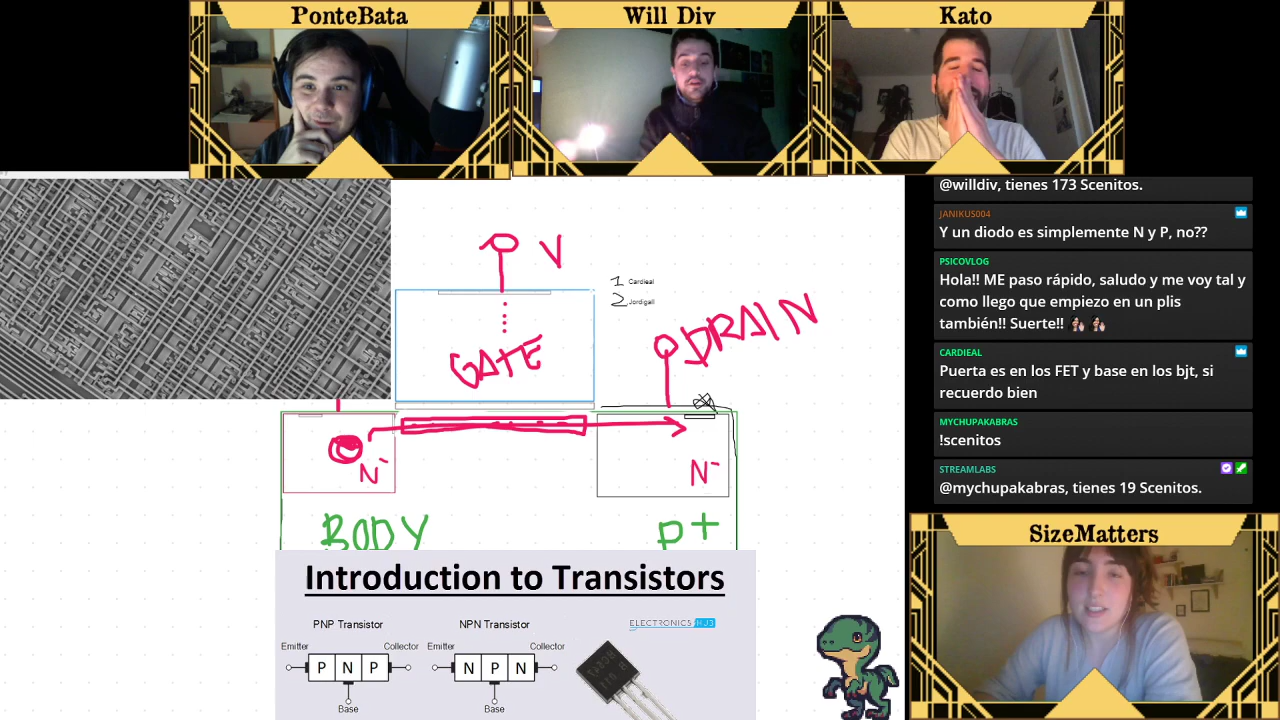 PonteBata
Will Div
Kato
@willdiv, tienes 173 Scenitos.
JANIKUS004
Y un diodo es simplemente N y P, no??
PSICOVLOG
Hola!! ME paso rápido, saludo y me voy tal y
como llego que empiezo en un plis
también!! Suerte!!
CARDIEAL
Puerta es en los FET y base en los bjt, si
recuerdo bien
MYCHUPAKABRAS
!scenitos
STREAMLABS
@mychupakabras, tienes 19 Scenitos.
SizeMatters
V
1 Cardieal
2 Jordigall
DRAIN
GATE
N-
N-
BODY
P+
Introduction to Transistors
ELECTRONICS HUB
PNP Transistor
NPN Transistor
Emitter
Collector
Emitter
Collector
P N P
N P N
Base
Base